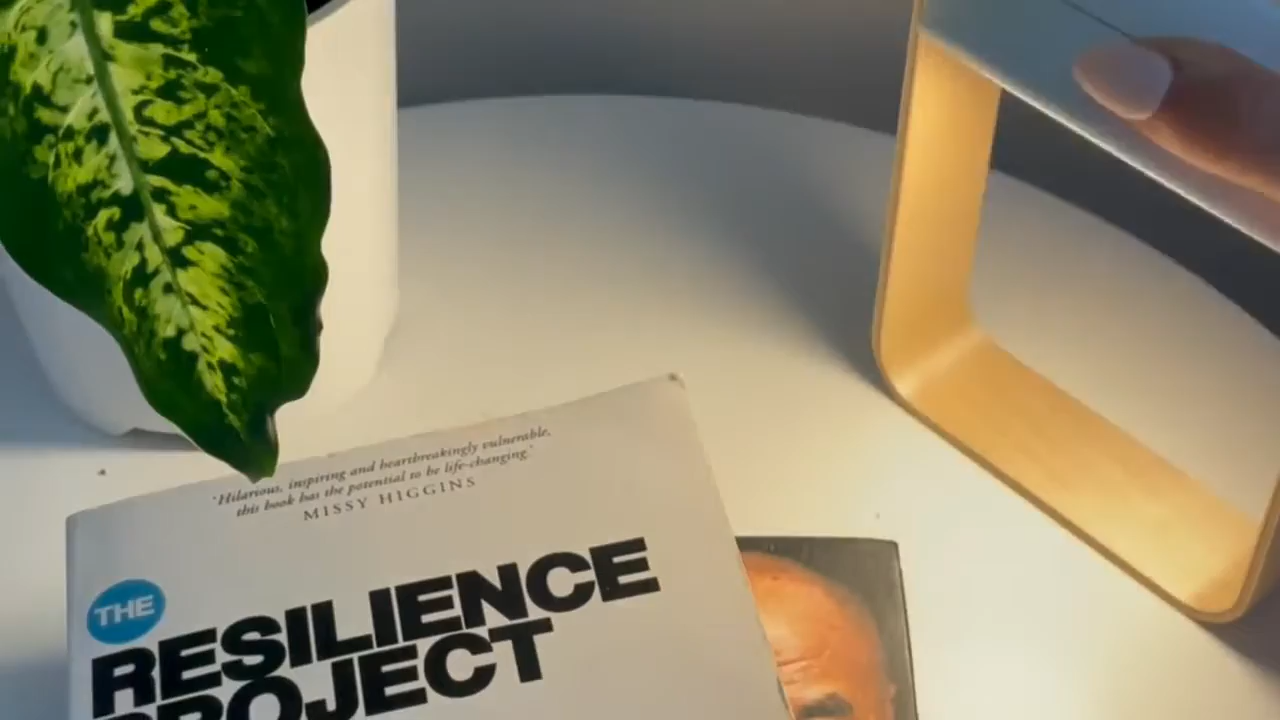 'Hilarious, inspiring and heartbreakingly vulnerable,
this book has the potential to be life-changing.'
MISSY HIGGINS
THE
RESILIENCE
PROJECT